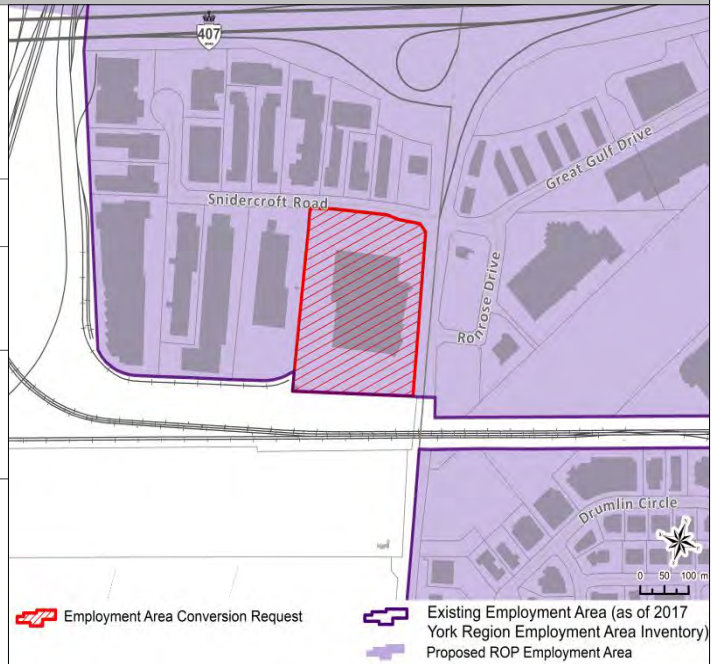 407
Great Gulf Drive
Snidercroft Road
Ronrose Drive
Drumlin Circle
0 50 100 m
Employment Area Conversion Request
Existing Employment Area (as of 2017
York Region Employment Area Inventory)
Proposed ROP Employment Area